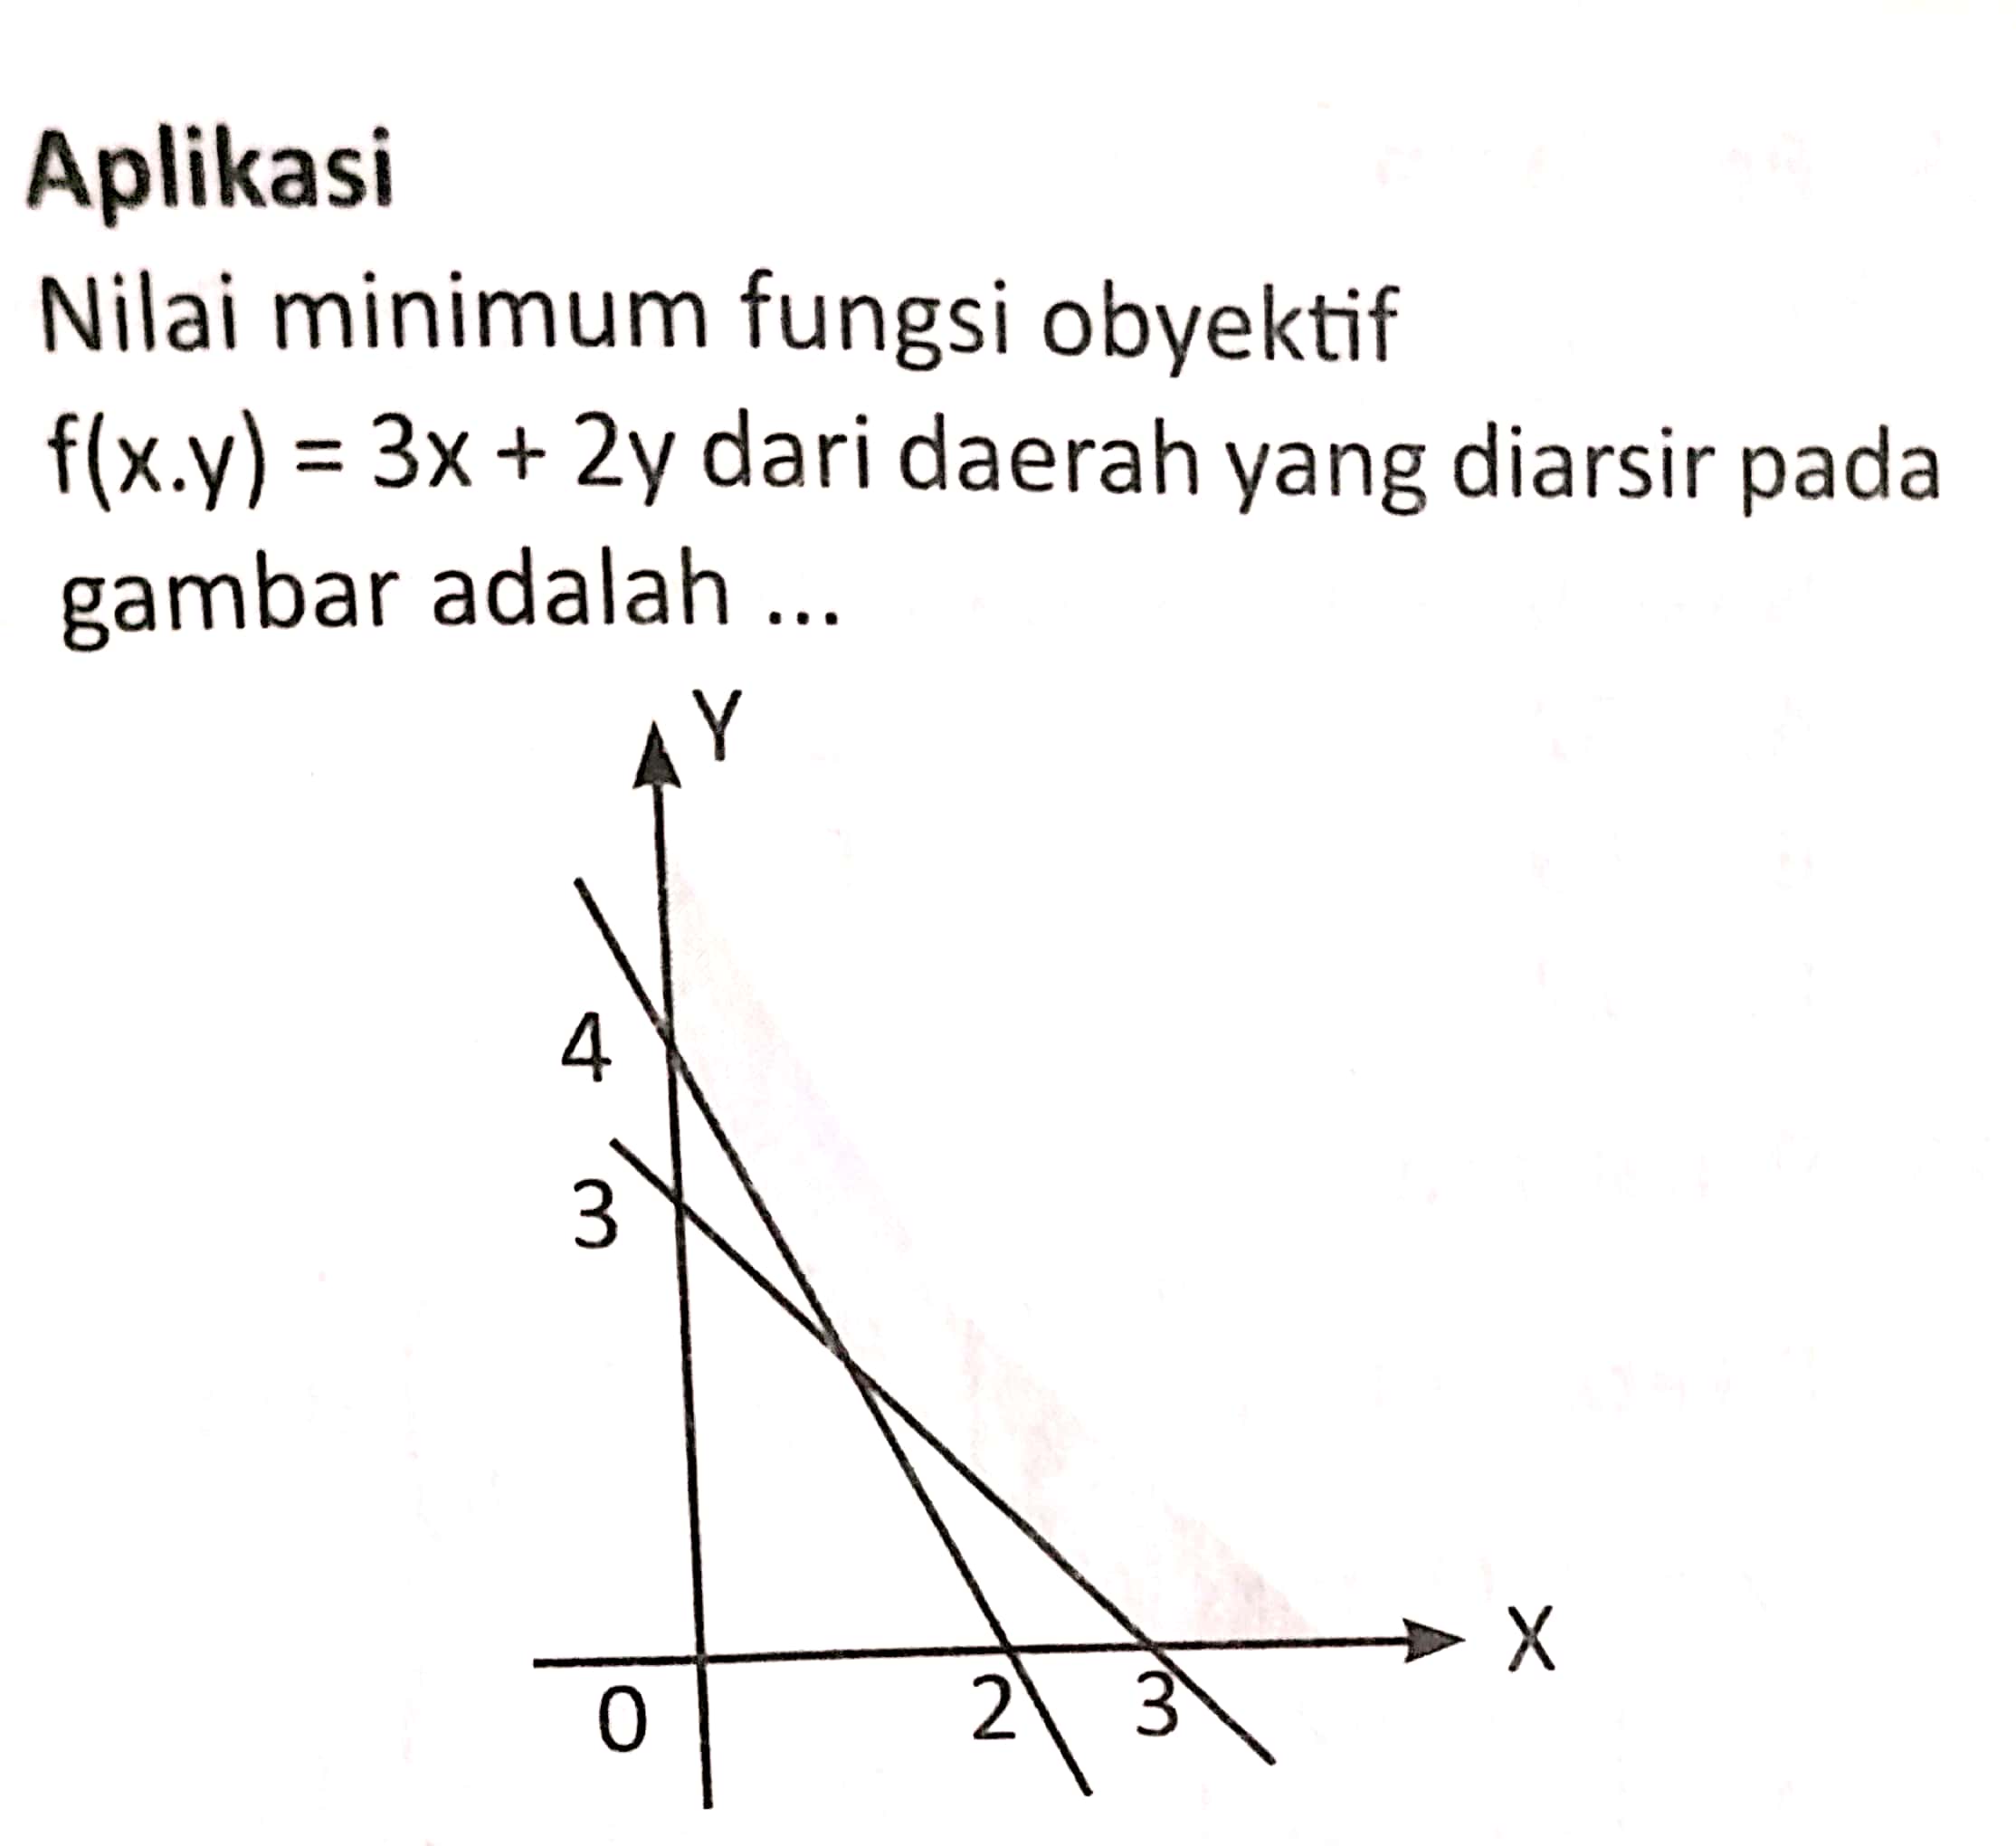 Aplikasi
Nilai minimum fungsi obyektif
f(x.y) = 3x + 2y dari daerah yang diarsir pada
gambar adalah ...
Y
4
3
X
0 2 3